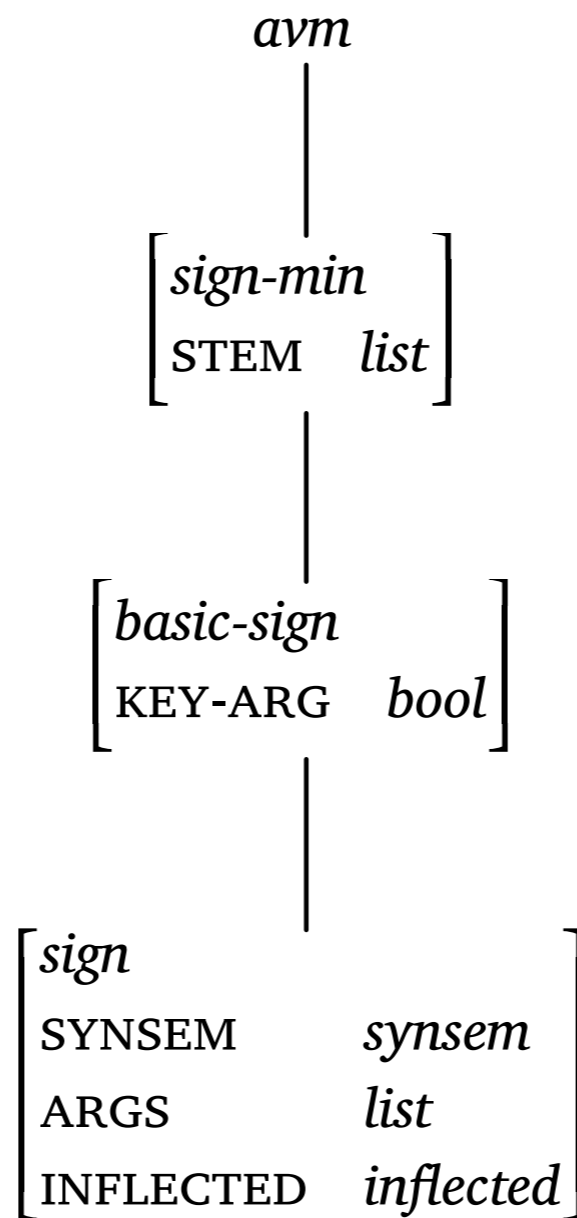 avm
sign-min
STEM list
basic-sign
KEY-ARG bool
sign
SYNSEM synsem
ARGS list
INFLECTED inflected